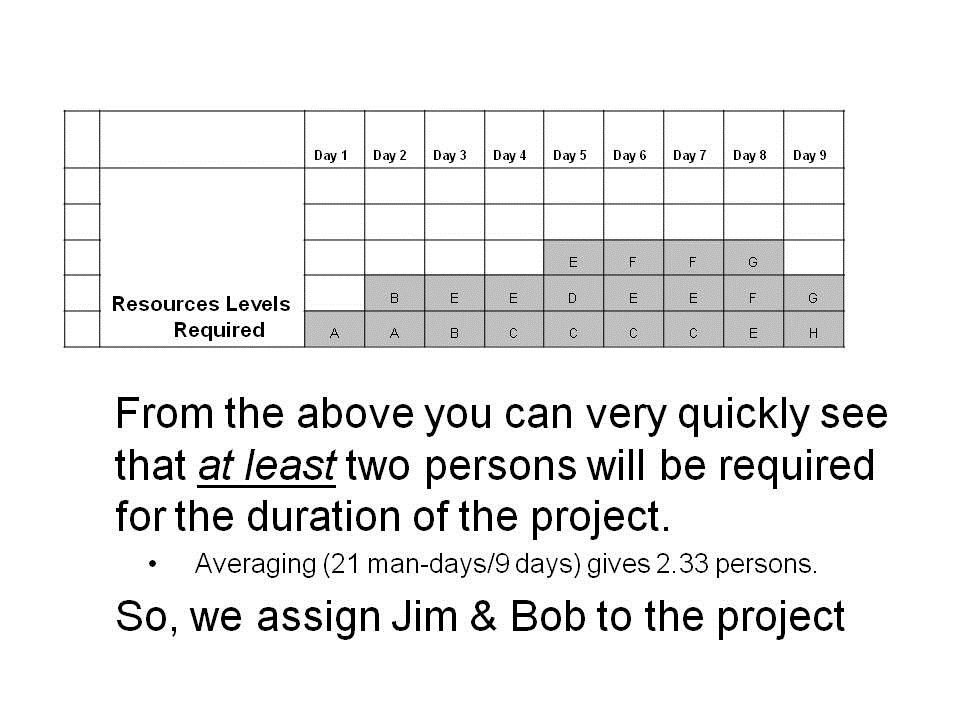 Day 1 Day 2 Day 3 Day 4 Day 5 Day 6 Day 7 Day 8 Day 9
E F F G
B E E D E E F G
Resources Levels
Required
A A B C C C C E H
From the above you can very quickly see
that at least two persons will be required
for the duration of the project.
• Averaging (21 man-days/9 days) gives 2.33 persons.
So, we assign Jim & Bob to the project